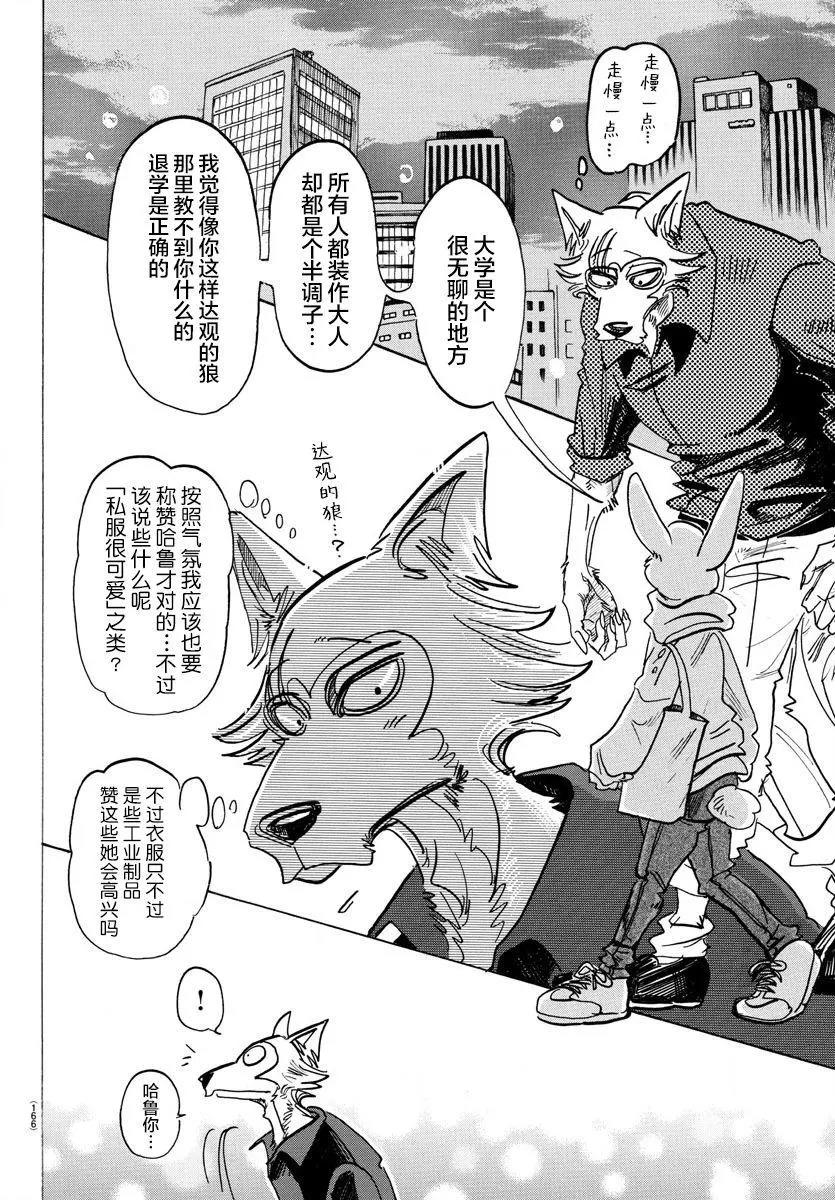 走慢一点…
走慢一点…
大学是个
很无聊的地方
所有人都装作大人
却都是个半调子…
我觉得像你这样达观的狼
那里教不到你什么的
退学是正确的
达观的狼…?
按照气氛我应该也要
称赞哈鲁才对的…不过
该说些什么呢
「私服很可爱」之类?
不过衣服只不过
是些工业制品
赞这些她会高兴吗
!
哈鲁你…
(166)